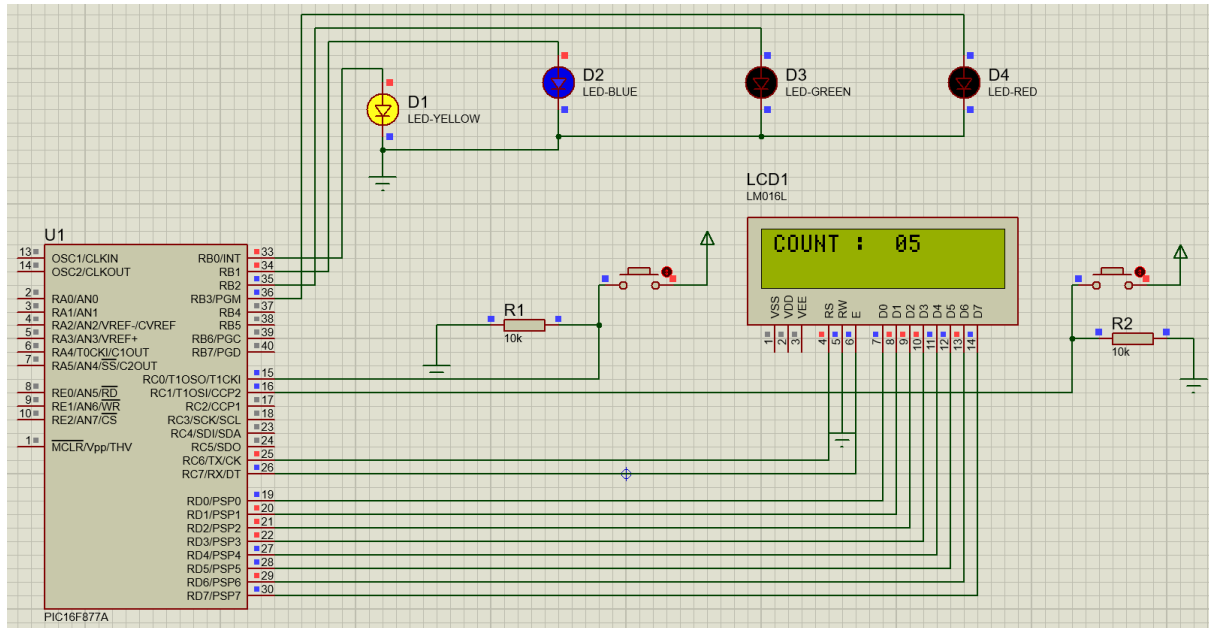 D1
LED-YELLOW
D2
LED-BLUE
D3
LED-GREEN
D4
LED-RED
LCD1
LM016L
COUNT : 05
VSS
VDD
VEE
RS
RW
E
D0
D1
D2
D3
D4
D5
D6
D7
1
2
3
4
5
6
7
8
9
10
11
12
13
14
R1
10k
R2
10k
U1
13
OSC1/CLKIN
14
OSC2/CLKOUT
2
RA0/AN0
3
RA1/AN1
4
RA2/AN2/VREF-/CVREF
5
RA3/AN3/VREF+
6
RA4/T0CKI/C1OUT
7
RA5/AN4/SS/C2OUT
8
RE0/AN5/RD
9
RE1/AN6/WR
10
RE2/AN7/CS
1
MCLR/Vpp/THV
RB0/INT
33
RB1
34
RB2
35
RB3/PGM
36
RB4
37
RB5
38
RB6/PGC
39
RB7/PGD
40
RC0/T1OSO/T1CKI
15
RC1/T1OSI/CCP2
16
RC2/CCP1
17
RC3/SCK/SCL
18
RC4/SDI/SDA
23
RC5/SDO
24
RC6/TX/CK
25
RC7/RX/DT
26
RD0/PSP0
19
RD1/PSP1
20
RD2/PSP2
21
RD3/PSP3
22
RD4/PSP4
27
RD5/PSP5
28
RD6/PSP6
29
RD7/PSP7
30
PIC16F877A